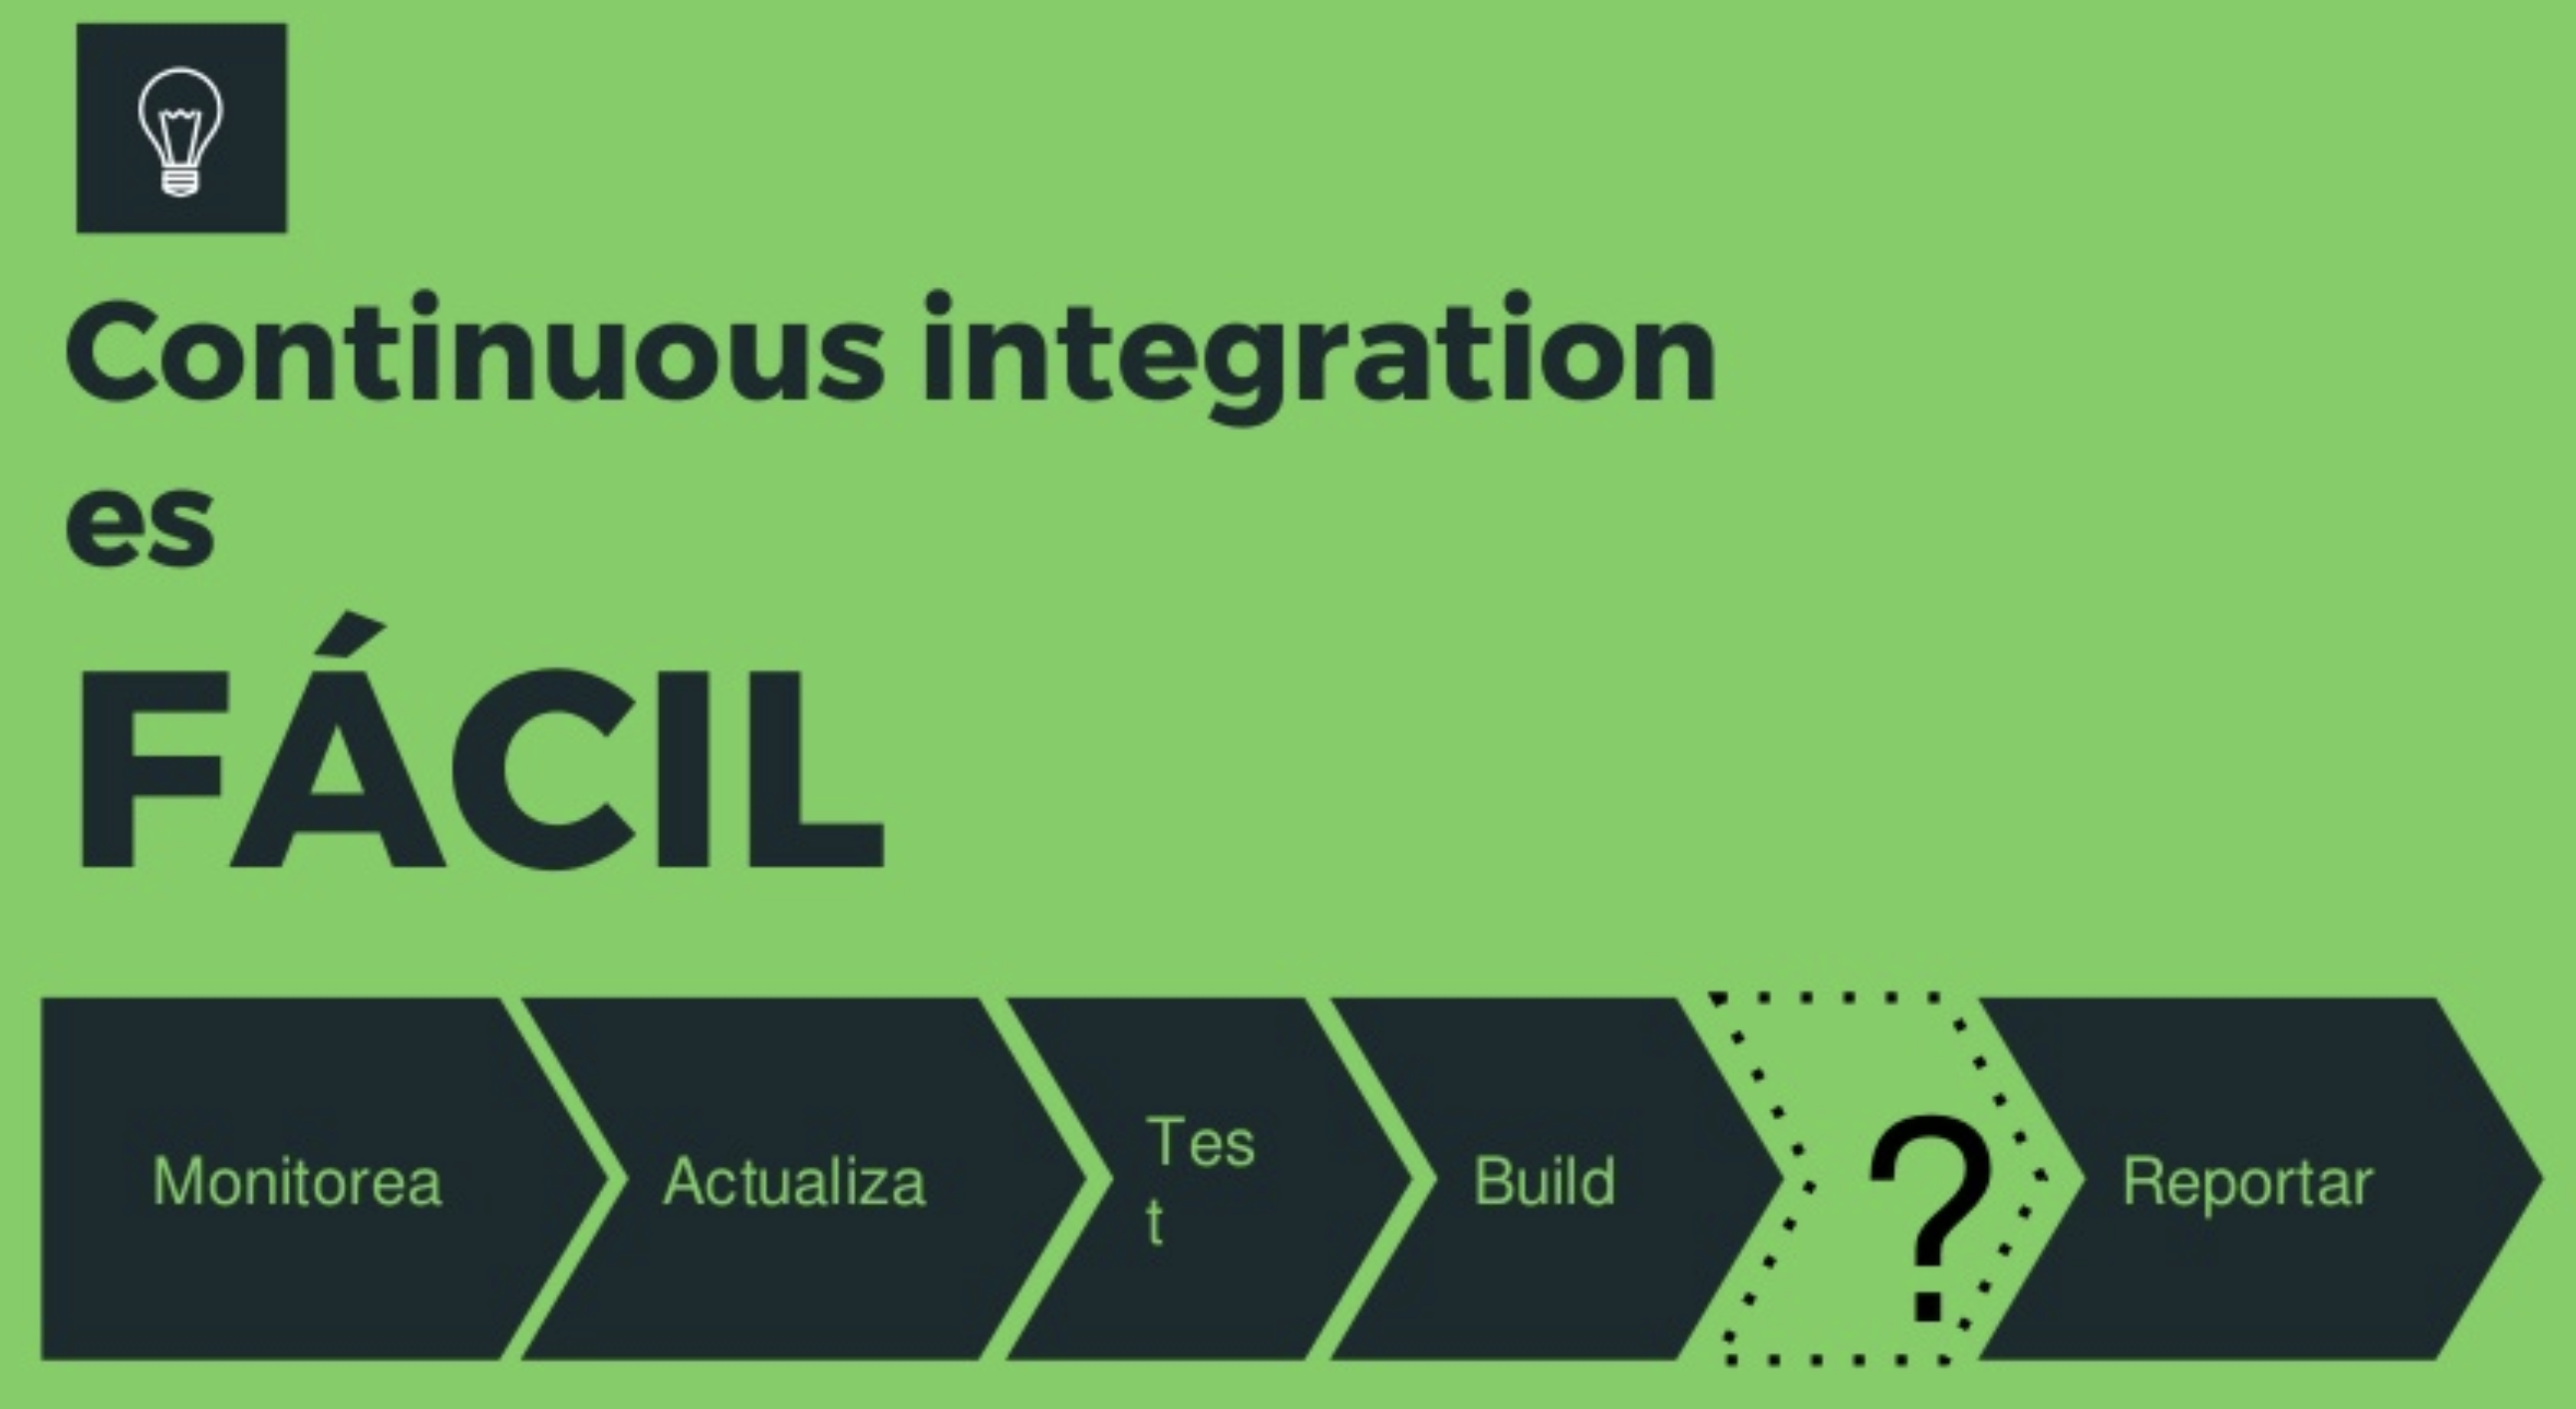 Continuous integration
es
FÁCIL
Monitorea
Actualiza
Tes
t
Build
?
Reportar